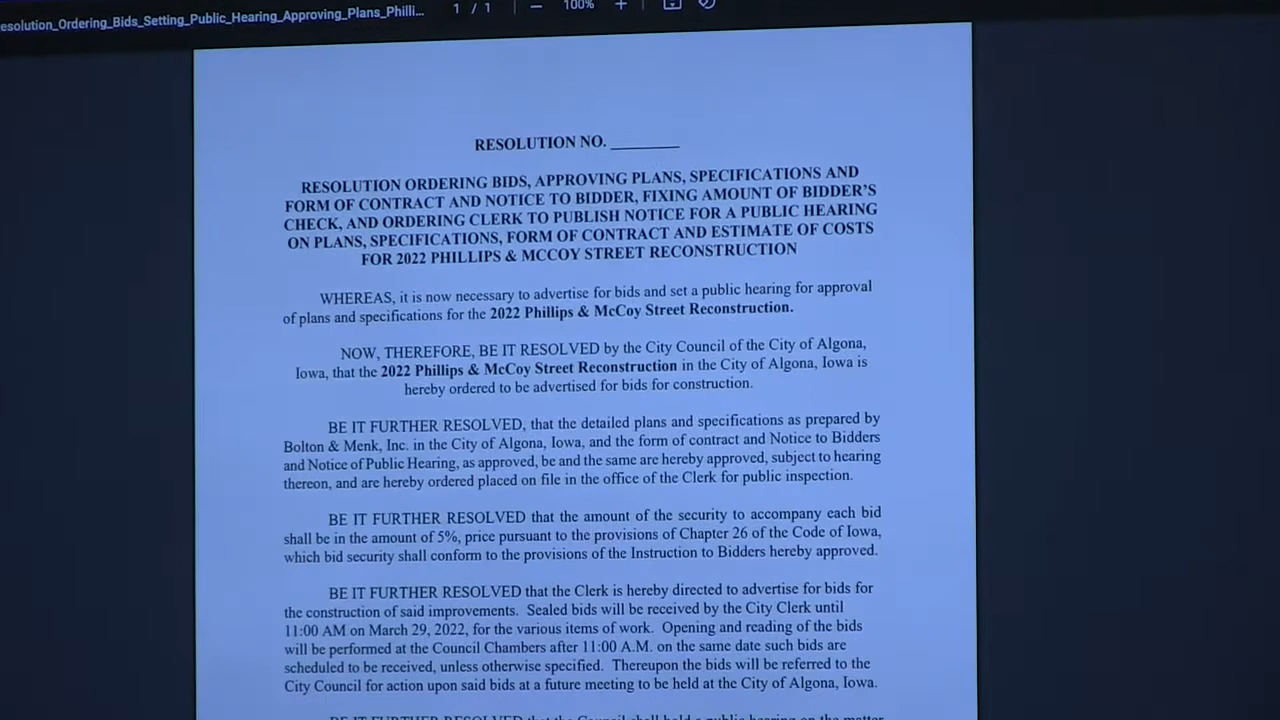 esolution_Ordering_Bids_Setting_Public_Hearing_Approving_Plans_Philli... 1 / 1 — 100% +
RESOLUTION NO. ________
RESOLUTION ORDERING BIDS, APPROVING PLANS, SPECIFICATIONS AND
FORM OF CONTRACT AND NOTICE TO BIDDER, FIXING AMOUNT OF BIDDER'S
CHECK, AND ORDERING CLERK TO PUBLISH NOTICE FOR A PUBLIC HEARING
ON PLANS, SPECIFICATIONS, FORM OF CONTRACT AND ESTIMATE OF COSTS
FOR 2022 PHILLIPS & MCCOY STREET RECONSTRUCTION
WHEREAS, it is now necessary to advertise for bids and set a public hearing for approval
of plans and specifications for the 2022 Phillips & McCoy Street Reconstruction.
NOW, THEREFORE, BE IT RESOLVED by the City Council of the City of Algona,
Iowa, that the 2022 Phillips & McCoy Street Reconstruction in the City of Algona, Iowa is
hereby ordered to be advertised for bids for construction.
BE IT FURTHER RESOLVED, that the detailed plans and specifications as prepared by
Bolton & Menk, Inc. in the City of Algona, Iowa, and the form of contract and Notice to Bidders
and Notice of Public Hearing, as approved, be and the same are hereby approved, subject to hearing
thereon, and are hereby ordered placed on file in the office of the Clerk for public inspection.
BE IT FURTHER RESOLVED that the amount of the security to accompany each bid
shall be in the amount of 5%, price pursuant to the provisions of Chapter 26 of the Code of Iowa,
which bid security shall conform to the provisions of the Instruction to Bidders hereby approved.
BE IT FURTHER RESOLVED that the Clerk is hereby directed to advertise for bids for
the construction of said improvements. Sealed bids will be received by the City Clerk until
11:00 AM on March 29, 2022, for the various items of work. Opening and reading of the bids
will be performed at the Council Chambers after 11:00 A.M. on the same date such bids are
scheduled to be received, unless otherwise specified. Thereupon the bids will be referred to the
City Council for action upon said bids at a future meeting to be held at the City of Algona, Iowa.
BE IT FURTHER RESOLVED that the Council shall hold a public hearing on the matter